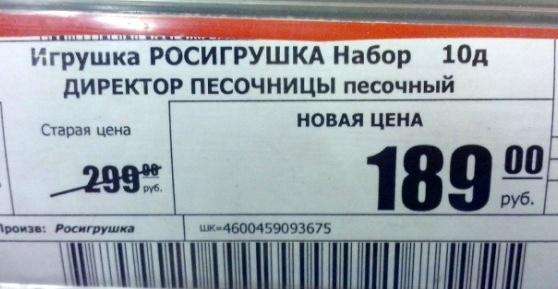 Игрушка РОСИГРУШКА Набор 10д
ДИРЕКТОР ПЕСОЧНИЦЫ песочный
Старая цена
НОВАЯ ЦЕНА
299 90 руб.
189 00 руб.
Произв: Росигрушка
ШК=4600459093675